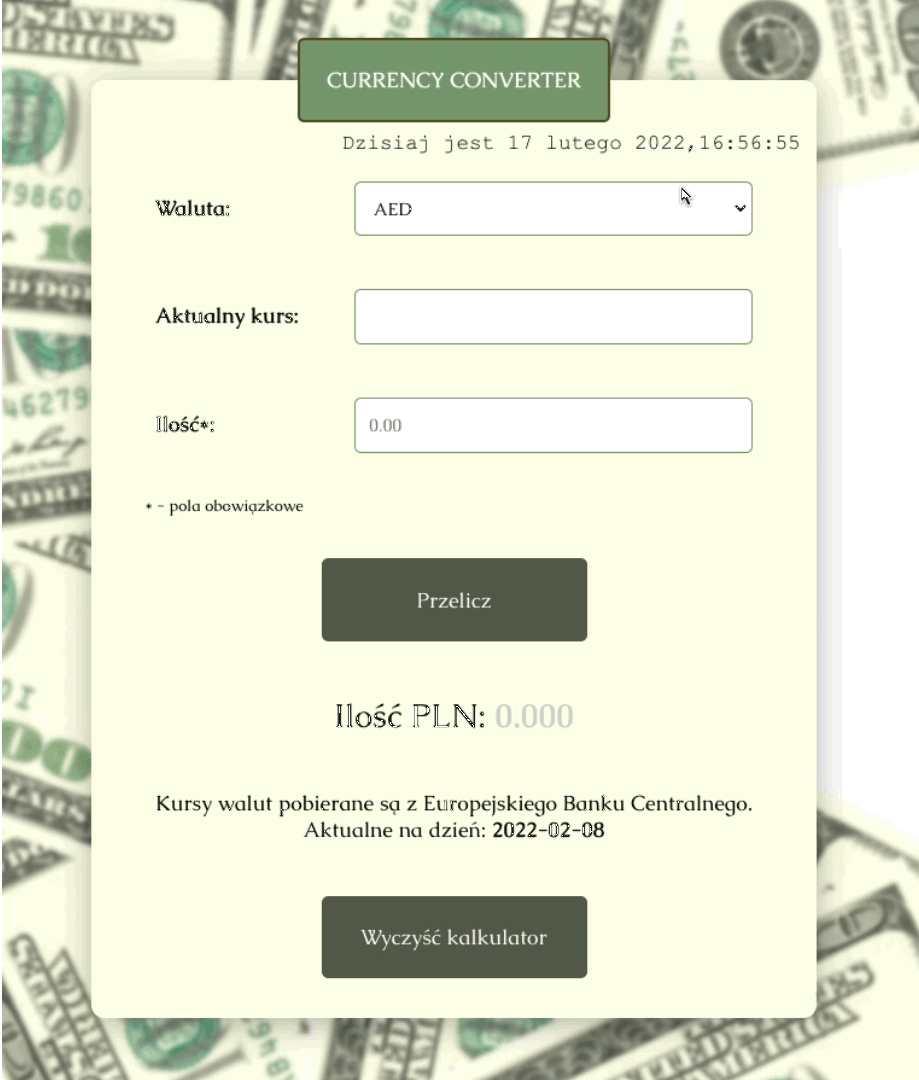 CURRENCY CONVERTER
Dzisiaj jest 17 lutego 2022,16:56:55
Waluta:
AED
Aktualny kurs:
Ilość*:
0.00
* - pola obowiązkowe
Przelicz
Ilość PLN: 0.000
Kursy walut pobierane są z Europejskiego Banku Centralnego.
Aktualne na dzień: 2022-02-08
Wyczyść kalkulator